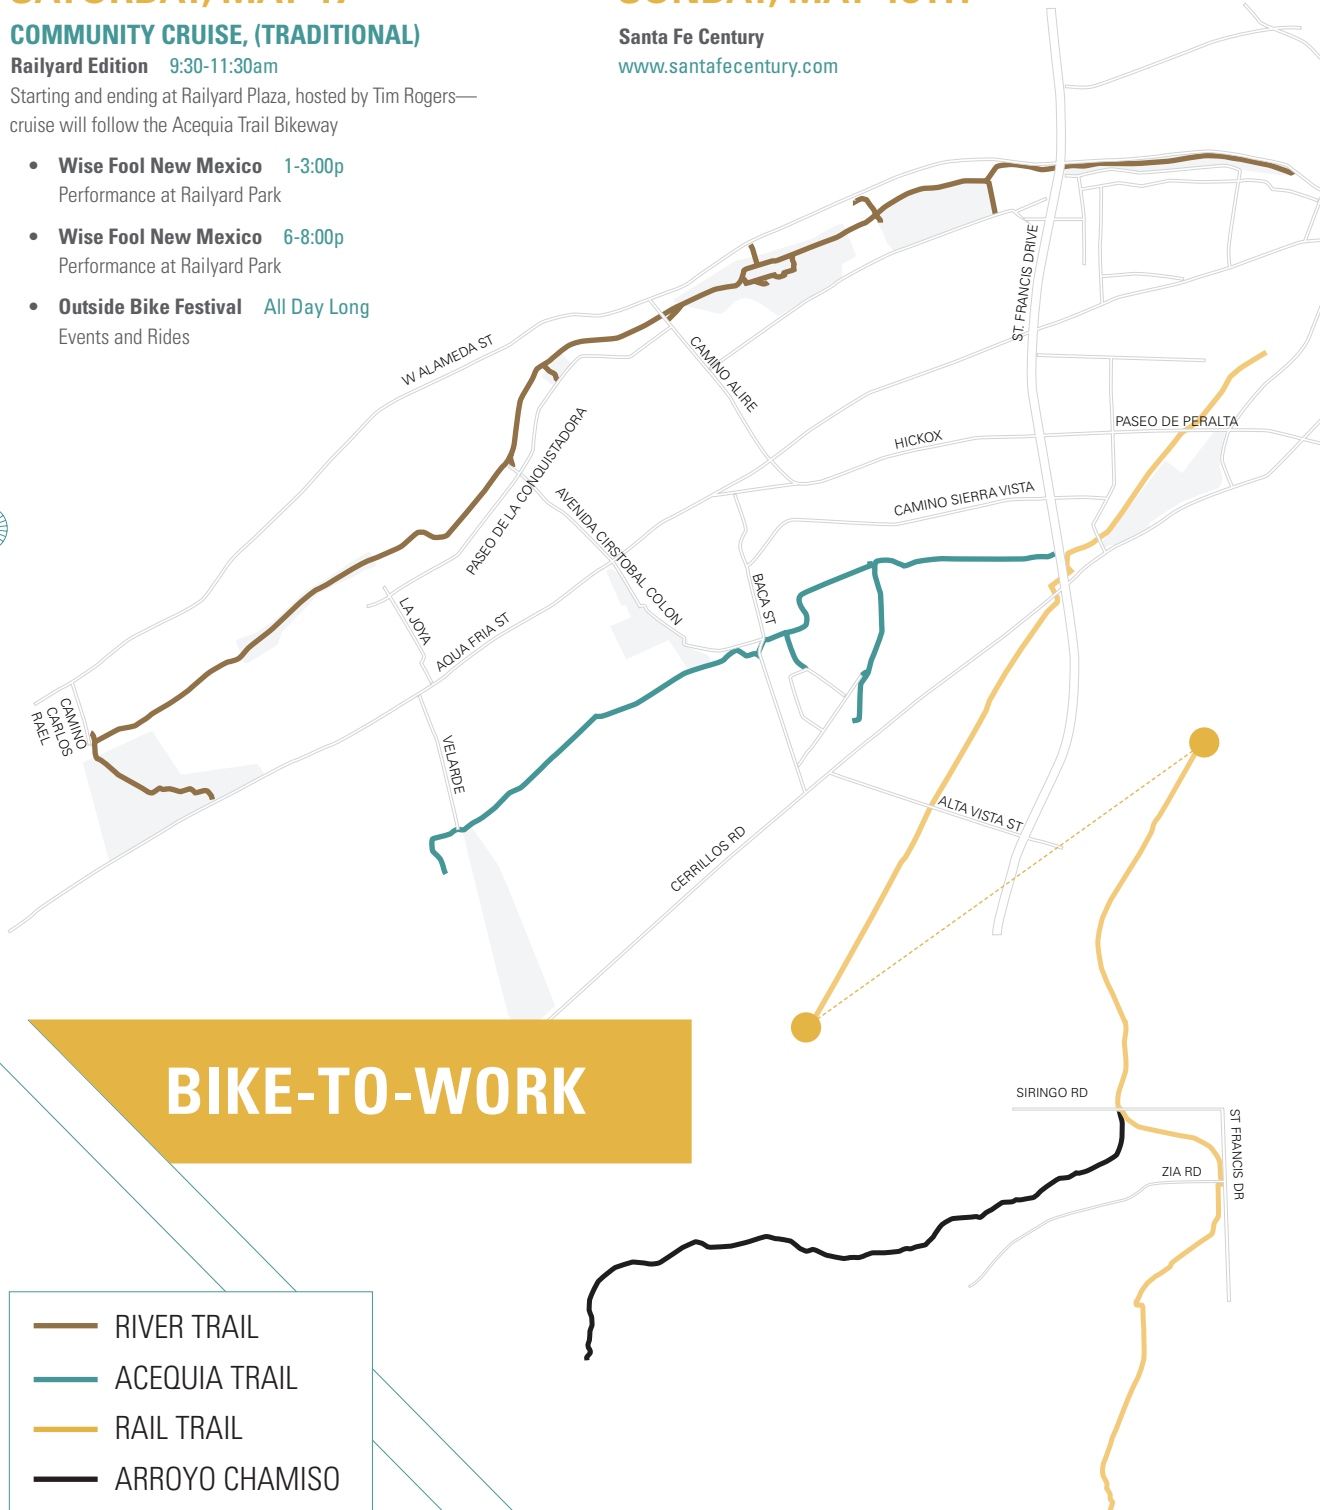 SATURDAY, MAY 17
COMMUNITY CRUISE, (TRADITIONAL)
Railyard Edition 9:30-11:30am
Starting and ending at Railyard Plaza, hosted by Tim Rogers—
cruise will follow the Acequia Trail Bikeway
• Wise Fool New Mexico 1-3:00p
Performance at Railyard Park
• Wise Fool New Mexico 6-8:00p
Performance at Railyard Park
• Outside Bike Festival All Day Long
Events and Rides
SUNDAY, MAY 18TH
Santa Fe Century
www.santafecentury.com
W ALAMEDA ST
CAMINO ALIRE
ST. FRANCIS DRIVE
PASEO DE PERALTA
HICKOX
CAMINO SIERRA VISTA
PASEO DE LA CONQUISTADORA
AVENIDA CIRSTOBAL COLON
BACA ST
LA JOYA
AQUA FRIA ST
CAMINO
CARLOS
RAEL
VELARDE
CERRILLOS RD
ALTA VISTA ST
BIKE-TO-WORK
SIRINGO RD
ST FRANCIS DR
ZIA RD
RIVER TRAIL
ACEQUIA TRAIL
RAIL TRAIL
ARROYO CHAMISO